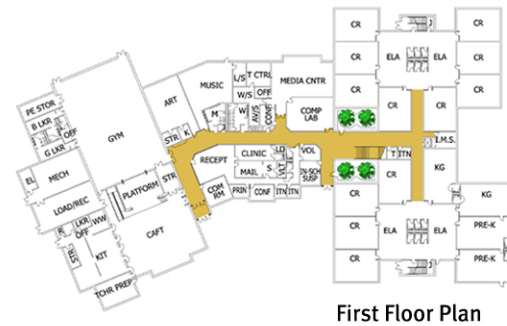 CR
ELA
ELA
CR
CR
CR
MUSIC
L/S
T CTRL
MEDIA CNTR
W/S
OFF
CR
CR
CR
CR
ART
M
W
AV/S
CONF
COMP
LAB
PE STOR
B LKR
OFF
G LKR
GYM
STR
K
I.M.S.
RECEPT
CLINIC
VOL
T
ITN
MAIL
S
IN-SCH
SUSP
CR
KG
EL
MECH
PLATFORM
STR
COM
RM
PRIN
CONF
ITN
ITN
CR
KG
LOAD/REC
R
LKR
WW
OFF
CAFT
CR
ELA
ELA
PRE-K
STR
KIT
CR
PRE-K
TCHR PREP
First Floor Plan